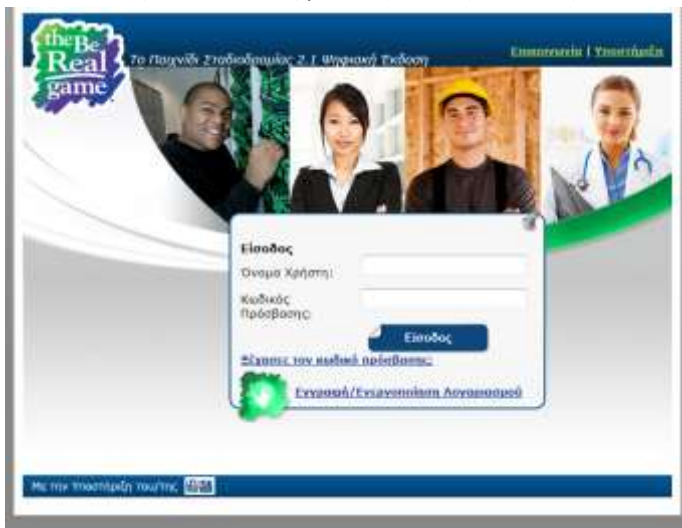 the Be
Real
game
Το Παιχνίδι Σταδιοδρομίας 2.1 Ψηφιακή Έκδοση
Επικοινωνία | Υποστήριξη
Είσοδος
Όνομα Χρήστη:
Κωδικός
Πρόσβασης:
Είσοδος
Ξέχασες τον κωδικό πρόσβασης;
Εγγραφή/Ενεργοποίηση Λογαριασμού
Με την Υποστήριξη του/της